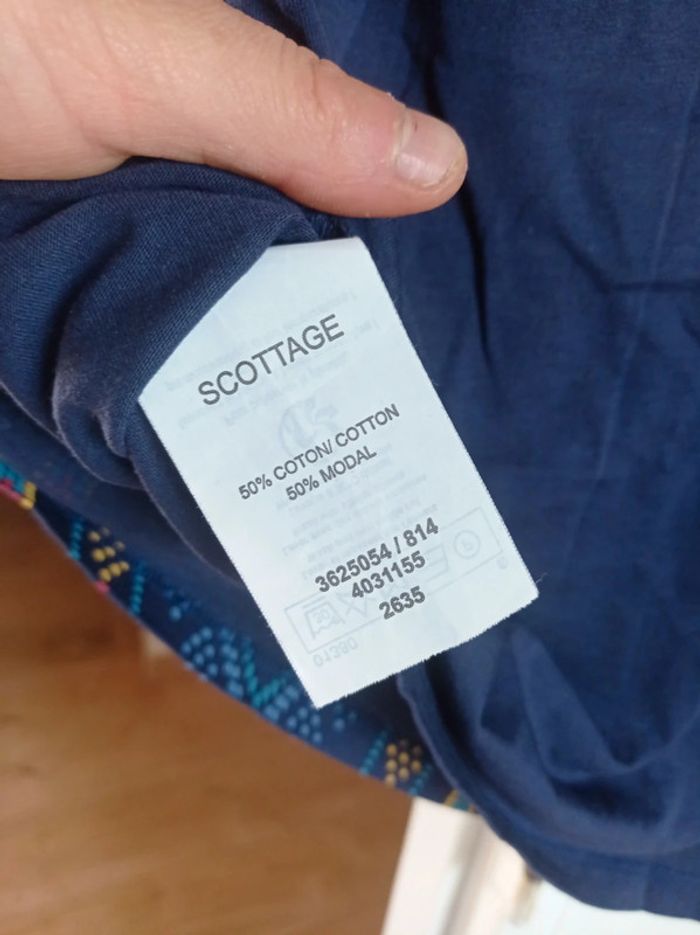 SCOTTAGE
50% COTON/ COTTON
50% MODAL
3625054 / 814
4031155
2635